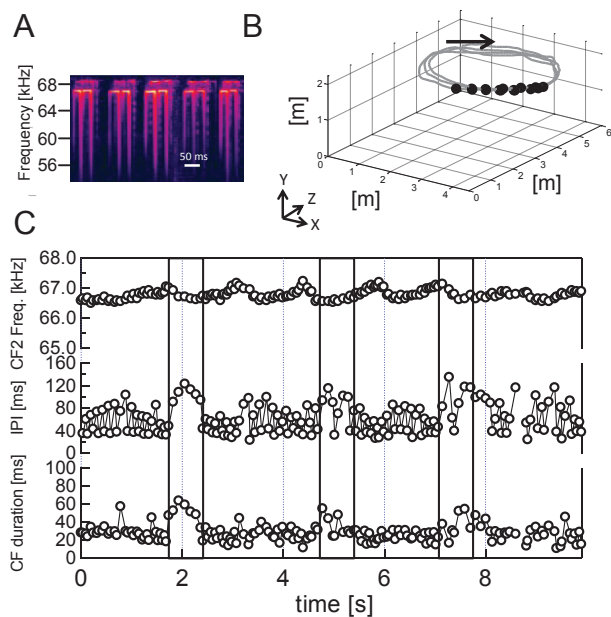 A
Frequency [kHz]
68
64
60
56
50 ms
B
[m]
2
1
0
0
1
2
3
4
[m]
0
1
2
3
4
5
6
[m]
Y
Z
X
C
CF2 Freq. [kHz]
68.0
67.0
66.0
65.0
IPI [ms]
160
120
80
40
0
CF duration [ms]
100
80
60
40
20
0
0
2
4
6
8
time [s]